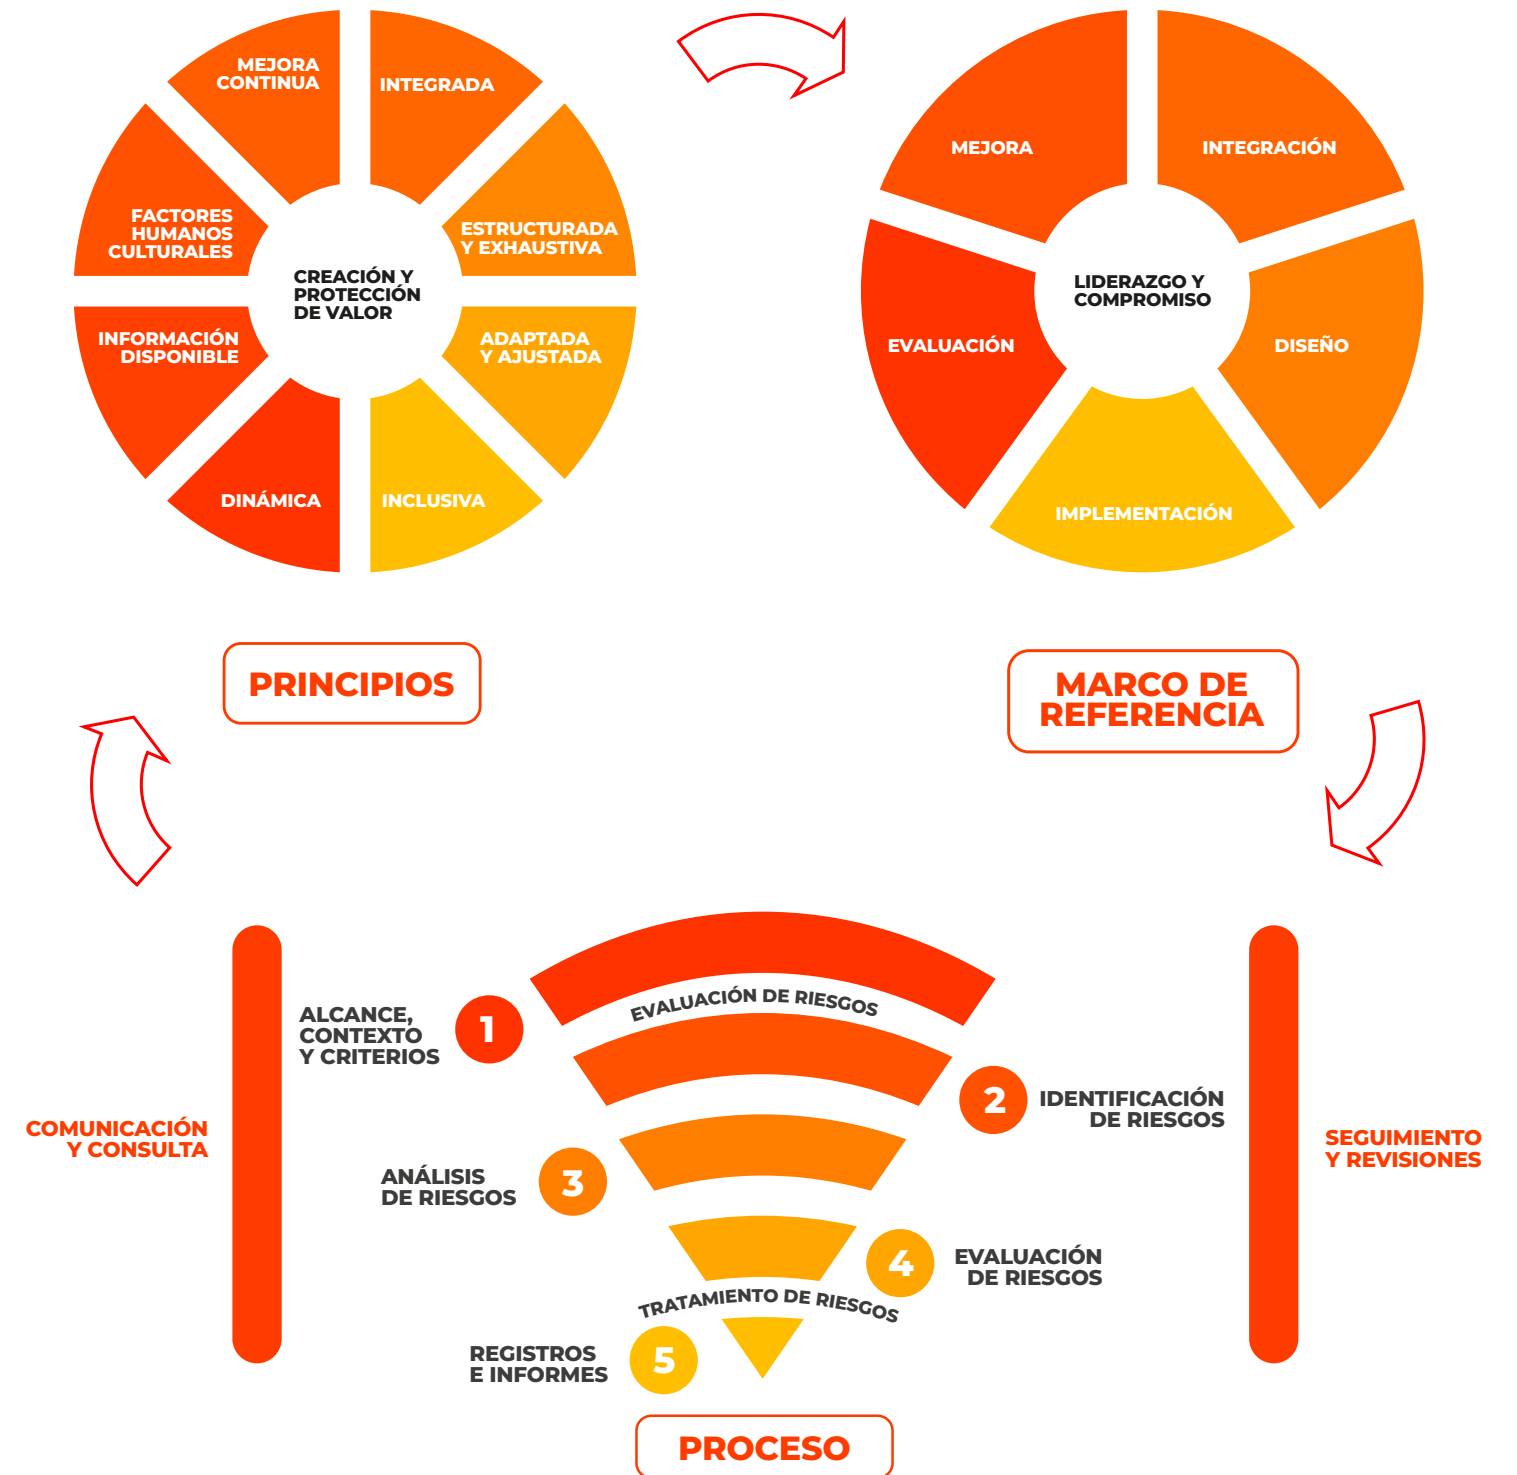 MEJORA
CONTINUA
INTEGRADA
FACTORES
HUMANOS
CULTURALES
ESTRUCTURADA
Y EXHAUSTIVA
CREACIÓN Y
PROTECCIÓN
DE VALOR
INFORMACIÓN
DISPONIBLE
ADAPTADA
Y AJUSTADA
DINÁMICA
INCLUSIVA
PRINCIPIOS
MEJORA
INTEGRACIÓN
LIDERAZGO Y
COMPROMISO
EVALUACIÓN
DISEÑO
IMPLEMENTACIÓN
MARCO DE
REFERENCIA
COMUNICACIÓN
Y CONSULTA
ALCANCE,
CONTEXTO
Y CRITERIOS
1
EVALUACIÓN DE RIESGOS
2
IDENTIFICACIÓN
DE RIESGOS
ANÁLISIS
DE RIESGOS
3
4
EVALUACIÓN
DE RIESGOS
TRATAMIENTO DE RIESGOS
REGISTROS
E INFORMES
5
SEGUIMIENTO
Y REVISIONES
PROCESO